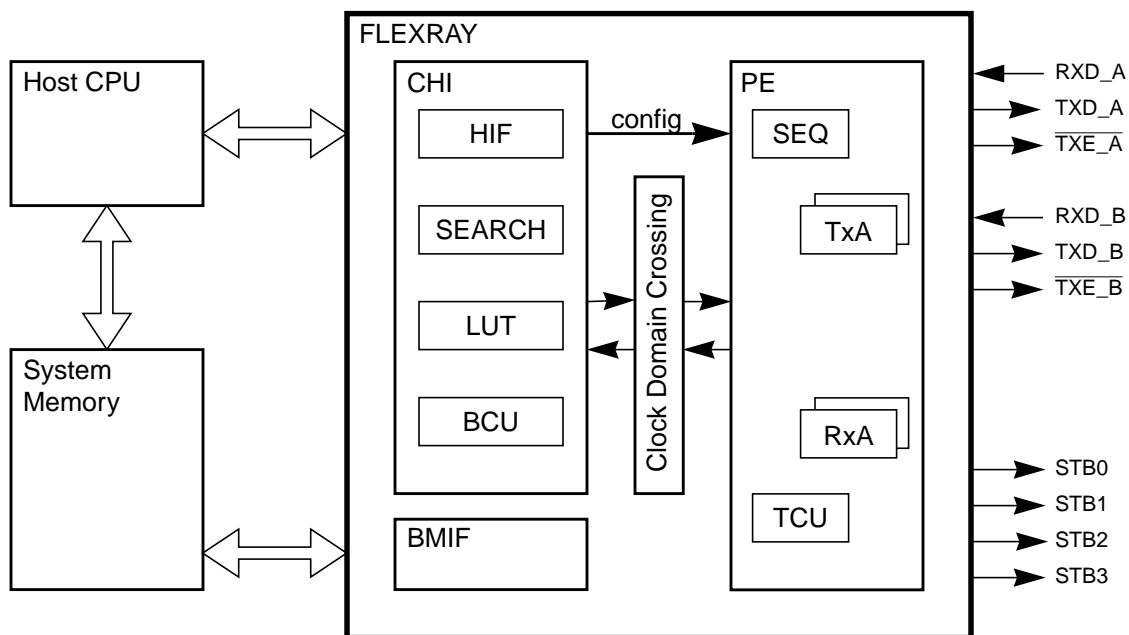 FLEXRAY
Host CPU
System
Memory
CHI
HIF
SEARCH
LUT
BCU
BMIF
config
Clock Domain Crossing
PE
SEQ
TxA
RxA
TCU
RXD_A
TXD_A
TXE_A
RXD_B
TXD_B
TXE_B
STB0
STB1
STB2
STB3